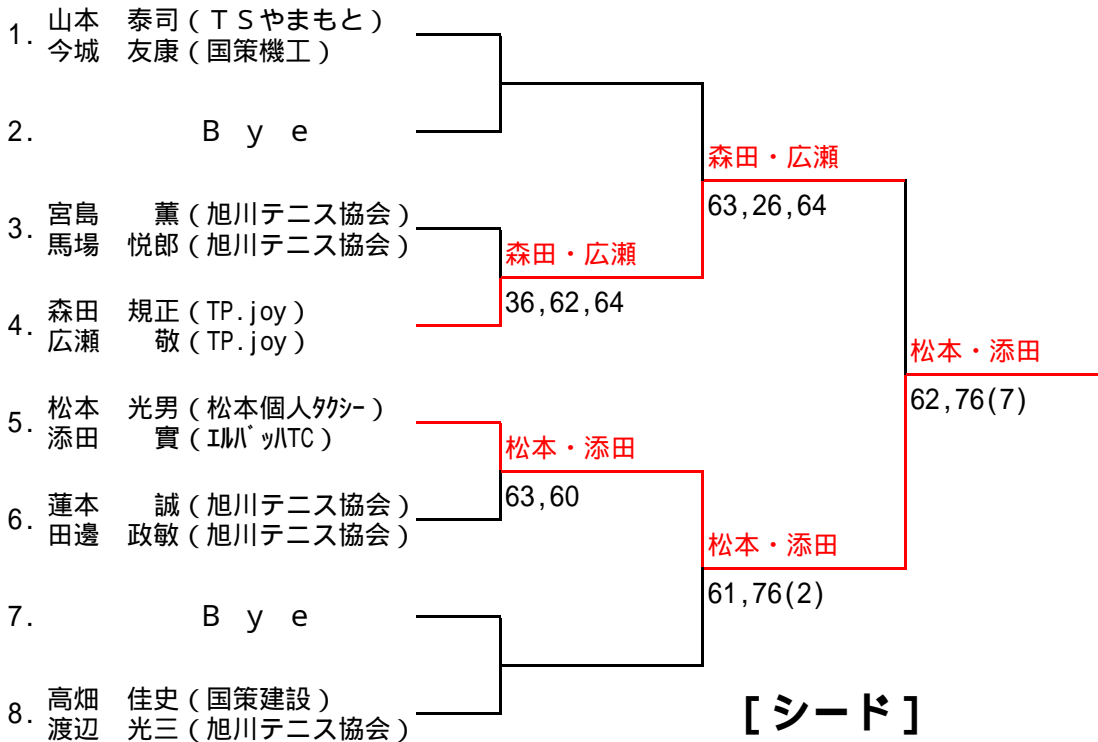 1. 山本　泰司(ＴＳやまもと)
今城　友康(国策機工)
2. Ｂｙｅ
3. 宮島　薫(旭川テニス協会)
馬場　悦郎(旭川テニス協会)
4. 森田　規正(TP.joy)
広瀬　敬(TP.joy)
5. 松本　光男(松本個人ﾀｸｼｰ)
添田　實(ｴﾙﾊﾞｯﾊTC)
6. 蓮本　誠(旭川テニス協会)
田邊　政敏(旭川テニス協会)
7. Ｂｙｅ
8. 高畑　佳史(国策建設)
渡辺　光三(旭川テニス協会)
森田・広瀬
36,62,64
松本・添田
63,60
森田・広瀬
63,26,64
松本・添田
61,76(2)
松本・添田
62,76(7)
[シード]